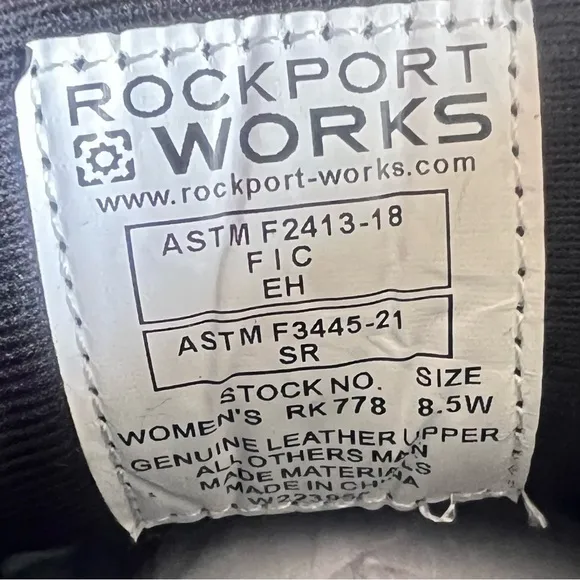 ROCKPORT
WORKS
www.rockport-works.com
ASTM F2413-18
F I C
EH
ASTM F3445-21
SR
STOCK NO. SIZE
WOMEN'S RK778 8.5W
GENUINE LEATHER UPPER
ALL OTHERS MAN
MADE MATERIALS
MADE IN CHINA